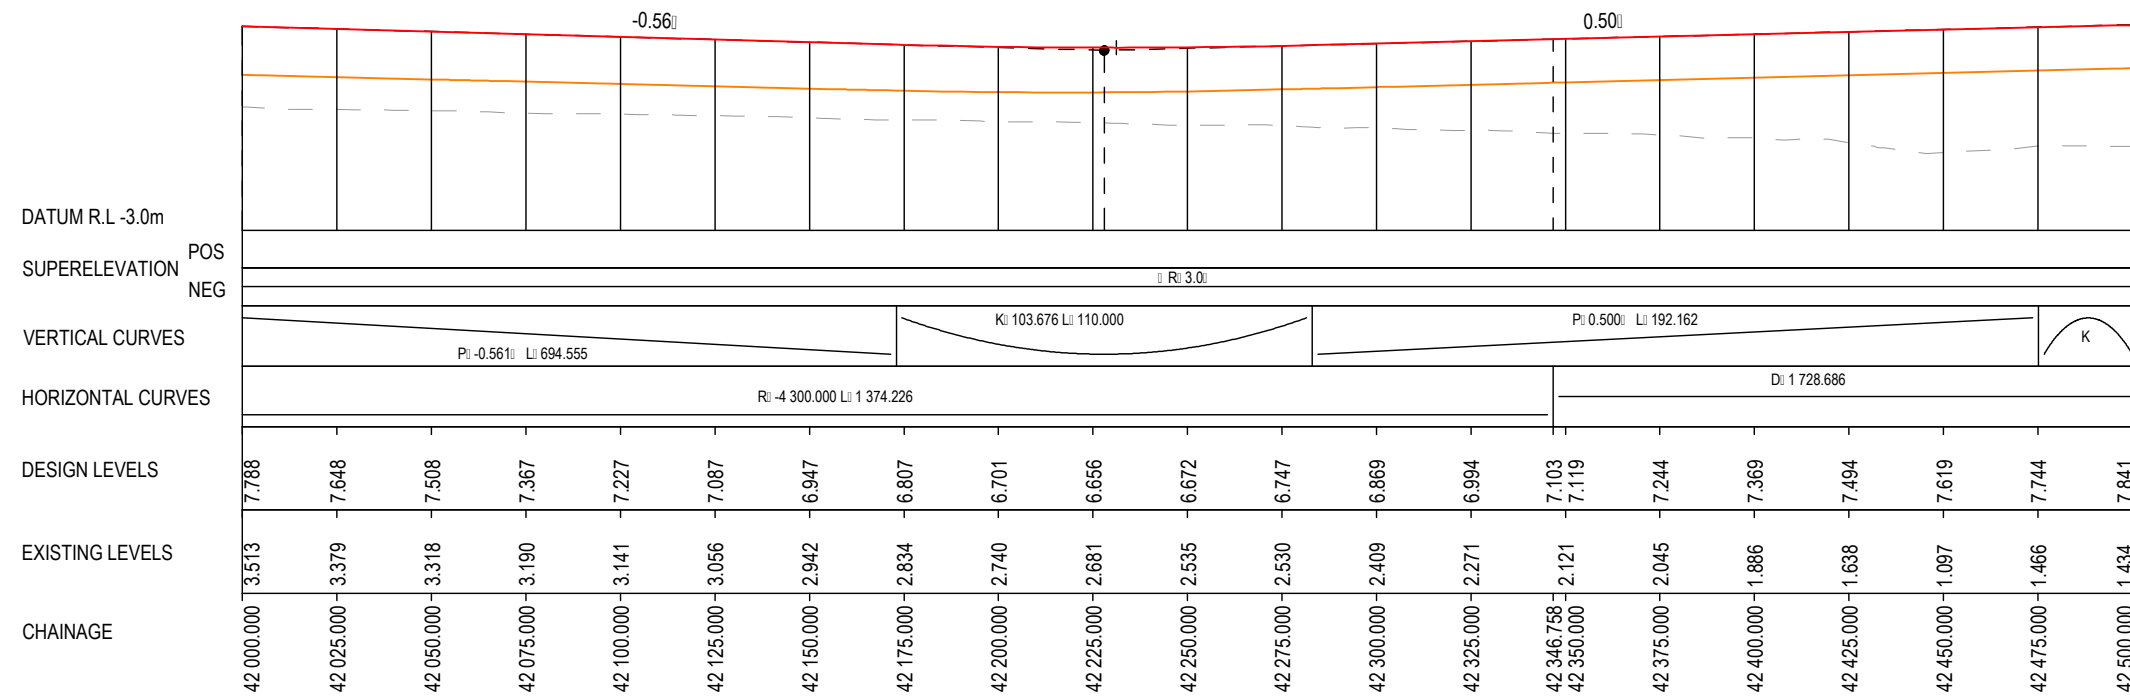 -0.56▯ 0.50▯
DATUM R.L -3.0m
SUPERELEVATION
POS
NEG
▯ R▯ 3.0▯
VERTICAL CURVES
P▯ -0.561▯ L▯ 694.555
K▯ 103.676 L▯ 110.000
P▯ 0.500▯ L▯ 192.162
K
HORIZONTAL CURVES
R▯ -4 300.000 L▯ 1 374.226
D▯ 1 728.686
DESIGN LEVELS
7.788 7.648 7.508 7.367 7.227 7.087 6.947 6.807 6.701 6.656 6.672 6.747 6.869 6.994 7.103 7.119 7.244 7.369 7.494 7.619 7.744 7.841
EXISTING LEVELS
3.513 3.379 3.318 3.190 3.141 3.056 2.942 2.834 2.740 2.681 2.535 2.530 2.409 2.271 2.121 2.045 1.886 1.638 1.097 1.466 1.434
CHAINAGE
42 000.000 42 025.000 42 050.000 42 075.000 42 100.000 42 125.000 42 150.000 42 175.000 42 200.000 42 225.000 42 250.000 42 275.000 42 300.000 42 325.000 42 346.758 42 350.000 42 375.000 42 400.000 42 425.000 42 450.000 42 475.000 42 500.000